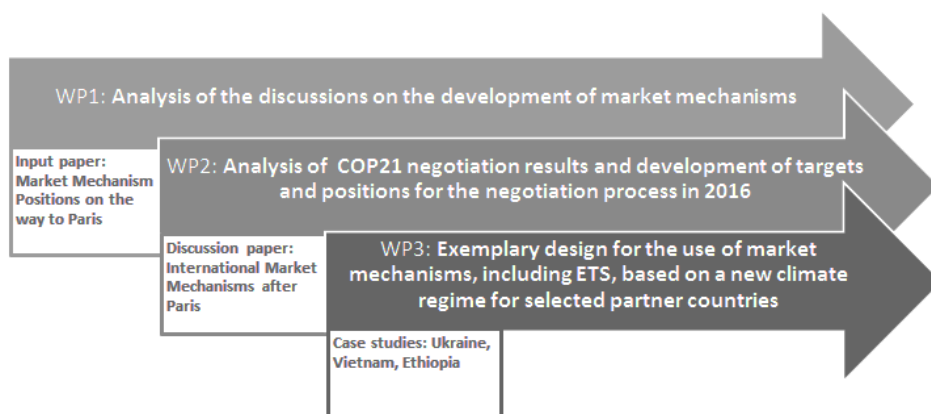 WP1: Analysis of the discussions on the development of market mechanisms
Input paper:
Market Mechanism
Positions on the
way to Paris
WP2: Analysis of COP21 negotiation results and development of targets
and positions for the negotiation process in 2016
Discussion paper:
International Market
Mechanisms after
Paris
WP3: Exemplary design for the use of market
mechanisms, including ETS, based on a new climate
regime for selected partner countries
Case studies: Ukraine,
Vietnam, Ethiopia